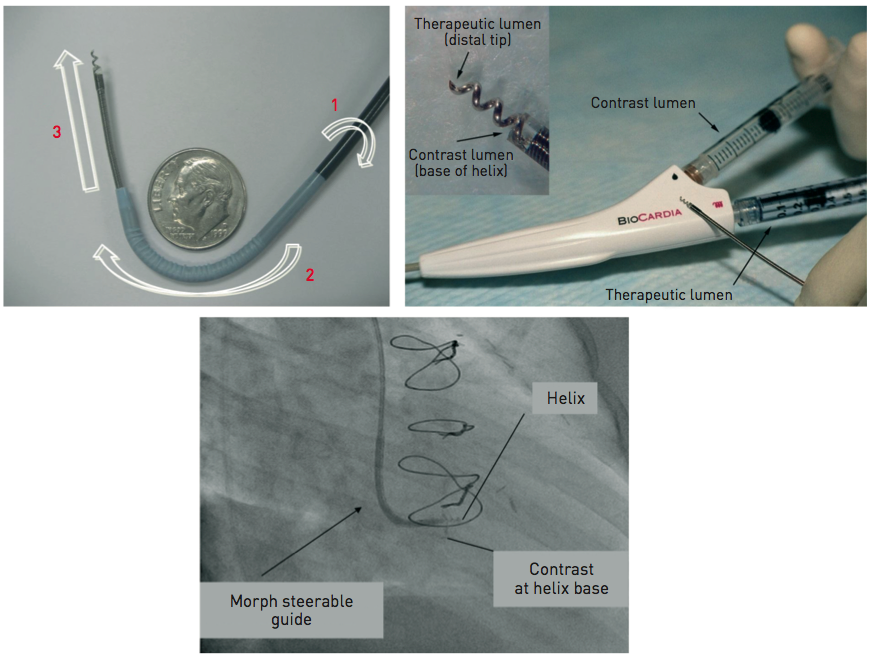 1
2
3
LIBERTY
Therapeutic lumen
(distal tip)
Contrast lumen
(base of helix)
Contrast lumen
BIOCARDIA
Therapeutic lumen
Helix
Morph steerable
guide
Contrast
at helix base